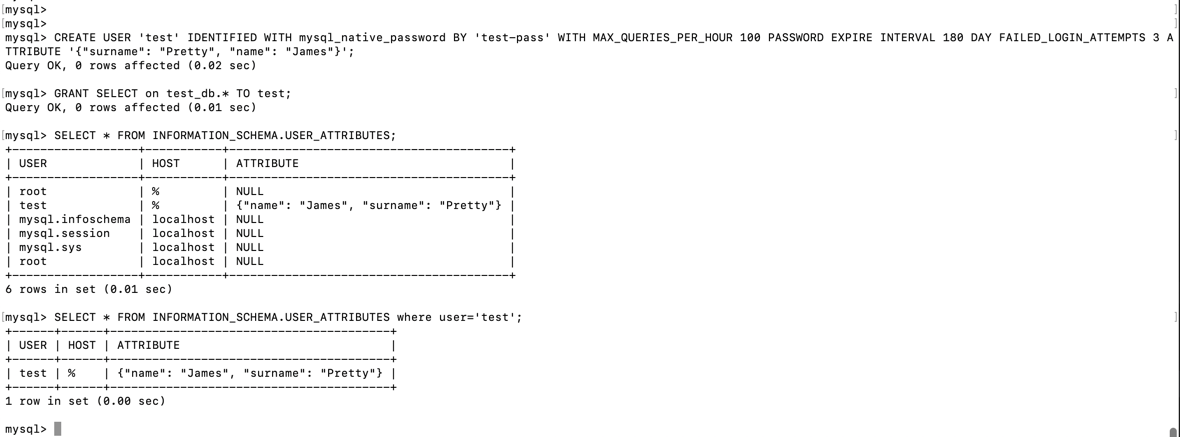 [mysql>
[mysql> ]
mysql> CREATE USER 'test' IDENTIFIED WITH mysql_native_password BY 'test-pass' WITH MAX_QUERIES_PER_HOUR 100 PASSWORD EXPIRE INTERVAL 180 DAY FAILED_LOGIN_ATTEMPTS 3 A
TTRIBUTE '{"surname": "Pretty", "name": "James"}';
Query OK, 0 rows affected (0.02 sec)
[mysql> GRANT SELECT on test_db.* TO test; ]
Query OK, 0 rows affected (0.01 sec)
[mysql> SELECT * FROM INFORMATION_SCHEMA.USER_ATTRIBUTES; ]
+------------------+-----------+----------------------------------------+
| USER             | HOST      | ATTRIBUTE                              |
+------------------+-----------+----------------------------------------+
| root             | %         | NULL                                   |
| test             | %         | {"name": "James", "surname": "Pretty"} |
| mysql.infoschema | localhost | NULL                                   |
| mysql.session    | localhost | NULL                                   |
| mysql.sys        | localhost | NULL                                   |
| root             | localhost | NULL                                   |
+------------------+-----------+----------------------------------------+
6 rows in set (0.01 sec)
[mysql> SELECT * FROM INFORMATION_SCHEMA.USER_ATTRIBUTES where user='test'; ]
+------+------+----------------------------------------+
| USER | HOST | ATTRIBUTE                              |
+------+------+----------------------------------------+
| test | %    | {"name": "James", "surname": "Pretty"} |
+------+------+----------------------------------------+
1 row in set (0.00 sec)
mysql>